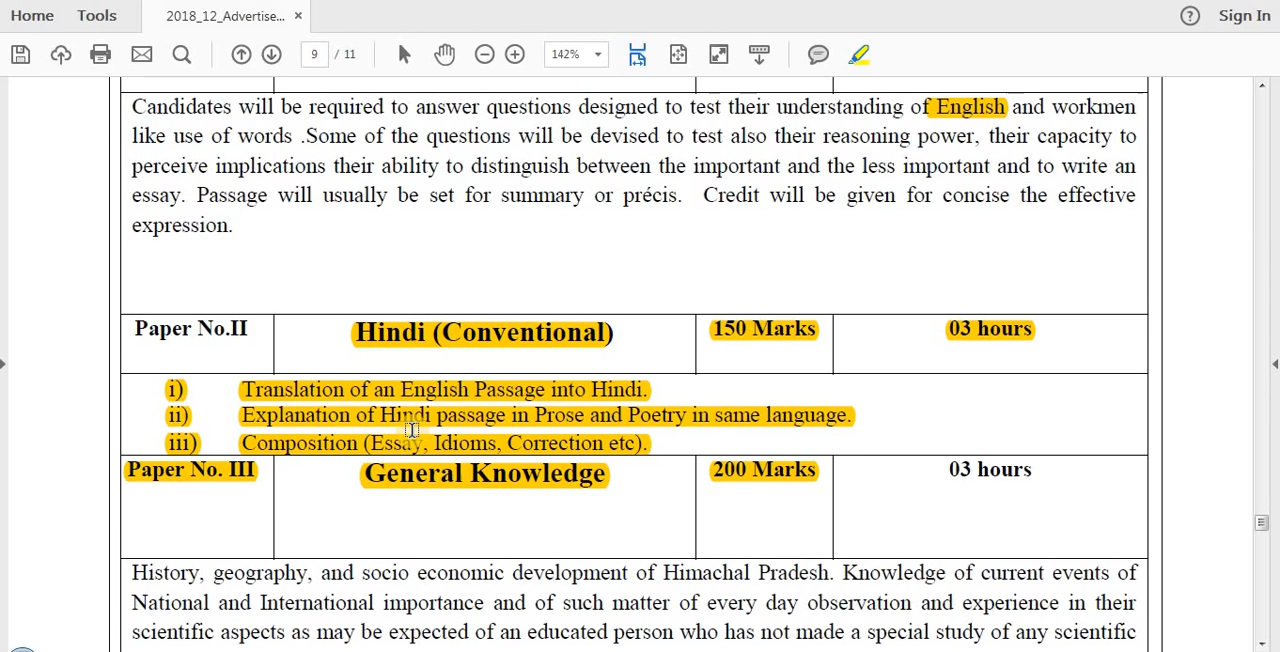 Home Tools 2018_12_Advertise... × Sign In
9 / 11 142%
Candidates will be required to answer questions designed to test their understanding of English and workmen
like use of words .Some of the questions will be devised to test also their reasoning power, their capacity to
perceive implications their ability to distinguish between the important and the less important and to write an
essay. Passage will usually be set for summary or précis. Credit will be given for concise the effective
expression.
Paper No.II Hindi (Conventional) 150 Marks 03 hours
i) Translation of an English Passage into Hindi.
ii) Explanation of Hindi passage in Prose and Poetry in same language.
iii) Composition (Essay, Idioms, Correction etc).
Paper No. III General Knowledge 200 Marks 03 hours
History, geography, and socio economic development of Himachal Pradesh. Knowledge of current events of
National and International importance and of such matter of every day observation and experience in their
scientific aspects as may be expected of an educated person who has not made a special study of any scientific